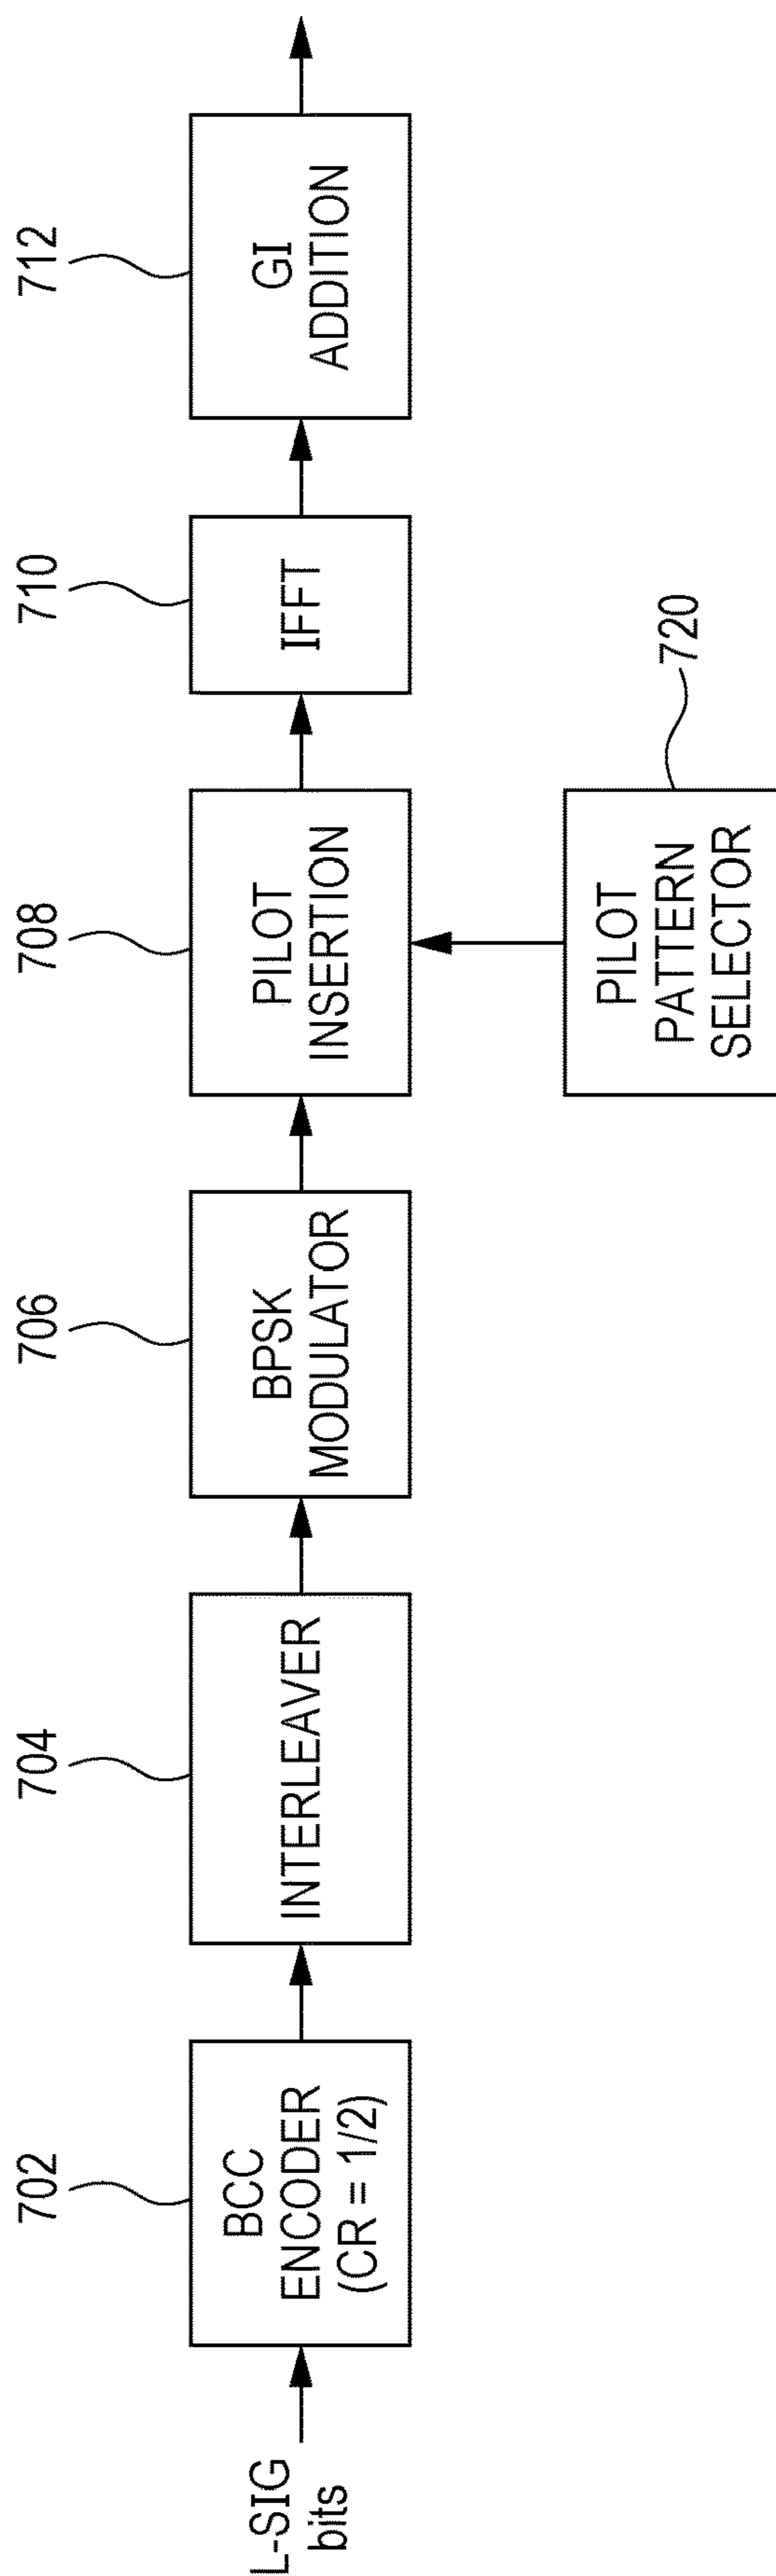 702
704
706
708
710
712
L-SIG
bits
BCC
ENCODER
(CR = 1/2)
INTERLEAVER
BPSK
MODULATOR
PILOT
INSERTION
IFFT
GI
ADDITION
PILOT
PATTERN
SELECTOR
720